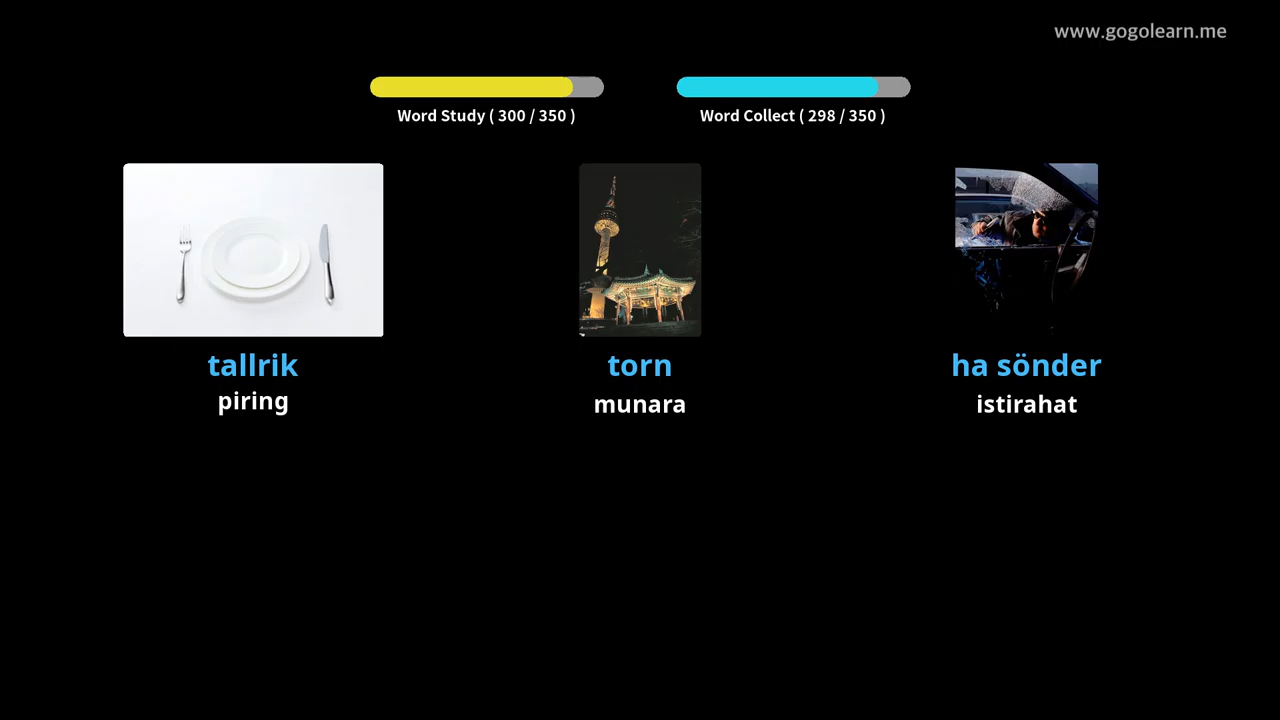 www.gogolearn.me
Word Study ( 300 / 350 )
Word Collect ( 298 / 350 )
tallrik
torn
ha sönder
piring
munara
istirahat